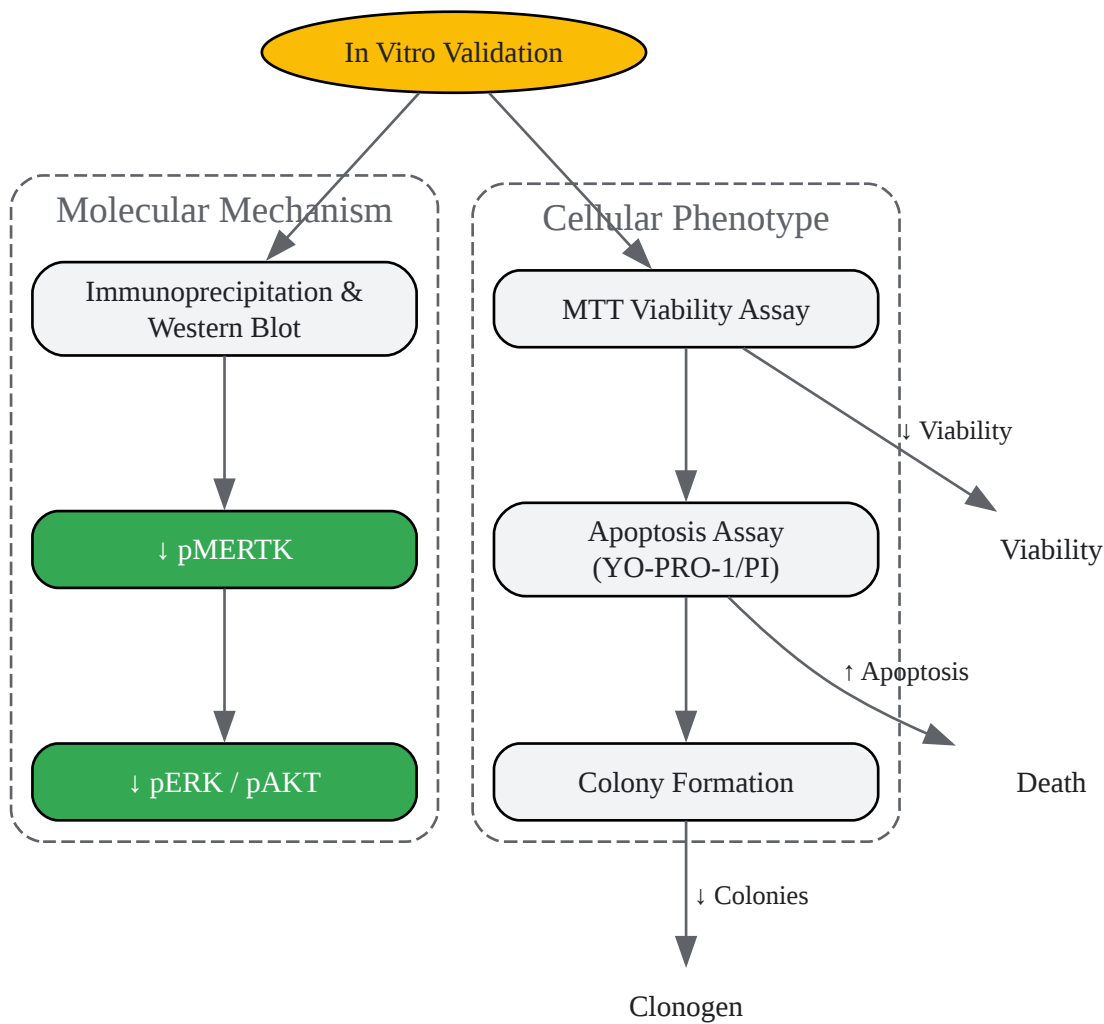 In Vitro Validation
Molecular Mechanism
Immunoprecipitation &
Western Blot
↓ pMERTK
↓ pERK / pAKT
Cellular Phenotype
MTT Viability Assay
↓ Viability
Viability
Apoptosis Assay
(YO-PRO-1/PI)
↑ Apoptosis
Death
Colony Formation
↓ Colonies
Clonogen